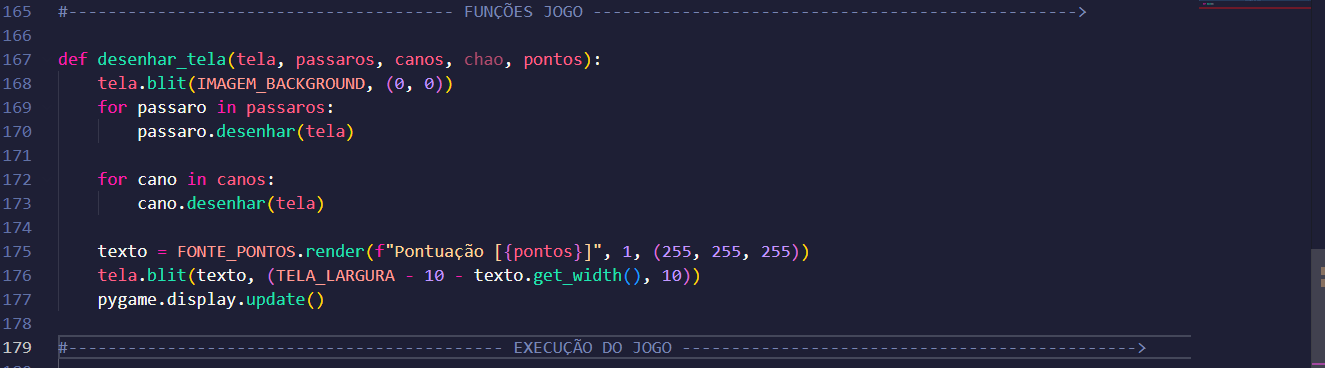 165 #--------------------------------------- FUNÇÕES JOGO ------------------------------------------------->
166
167 def desenhar_tela(tela, passaros, canos, chao, pontos):
168     tela.blit(IMAGEM_BACKGROUND, (0, 0))
169     for passaro in passaros:
170         passaro.desenhar(tela)
171
172     for cano in canos:
173         cano.desenhar(tela)
174
175     texto = FONTE_PONTOS.render(f"Pontuação [{pontos}]", 1, (255, 255, 255))
176     tela.blit(texto, (TELA_LARGURA - 10 - texto.get_width(), 10))
177     pygame.display.update()
178
179 #-------------------------------------------- EXECUÇÃO DO JOGO ---------------------------------------------->